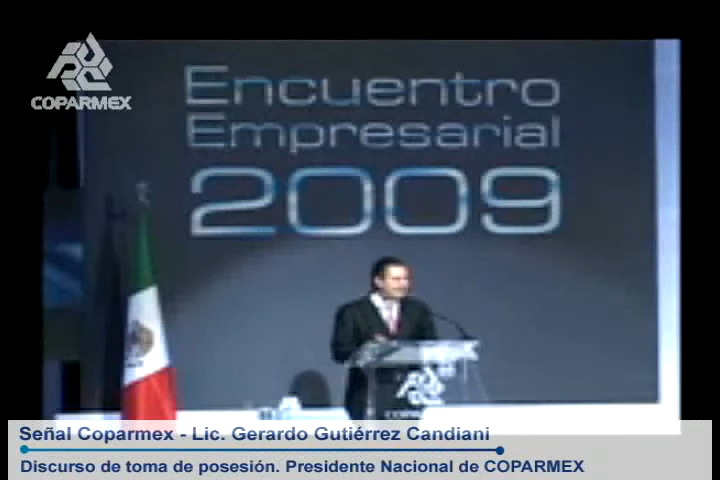 COPARMEX
Encuentro
Empresarial
2009
COPARMEX
Señal Coparmex - Lic. Gerardo Gutiérrez Candiani
Discurso de toma de posesión. Presidente Nacional de COPARMEX